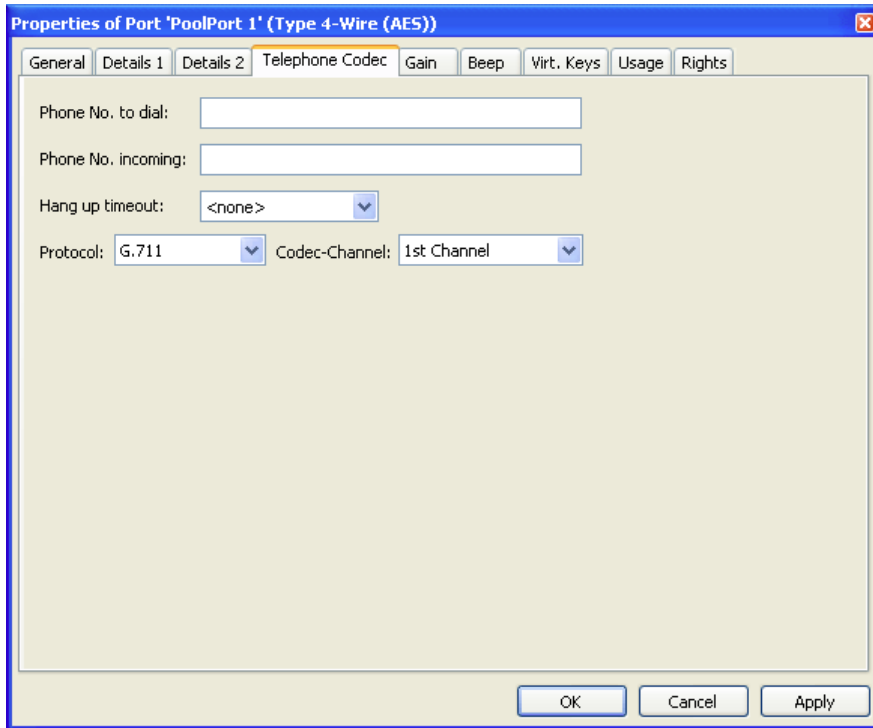 Properties of Port 'PoolPort 1' (Type 4-Wire (AES))
General Details 1 Details 2 Telephone Codec Gain Beep Virt. Keys Usage Rights
Phone No. to dial:
Phone No. incoming:
Hang up timeout: <none>
Protocol: G.711 Codec-Channel: 1st Channel
OK Cancel Apply